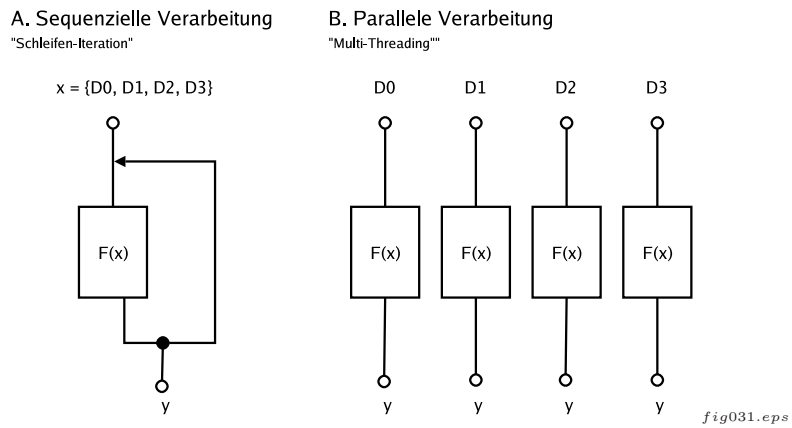 A. Sequenzielle Verarbeitung
"Schleifen-Iteration"
x = {D0, D1, D2, D3}
F(x)
y
B. Parallele Verarbeitung
"Multi-Threading""
D0 D1 D2 D3
F(x) F(x) F(x) F(x)
y y y y
fig031.eps